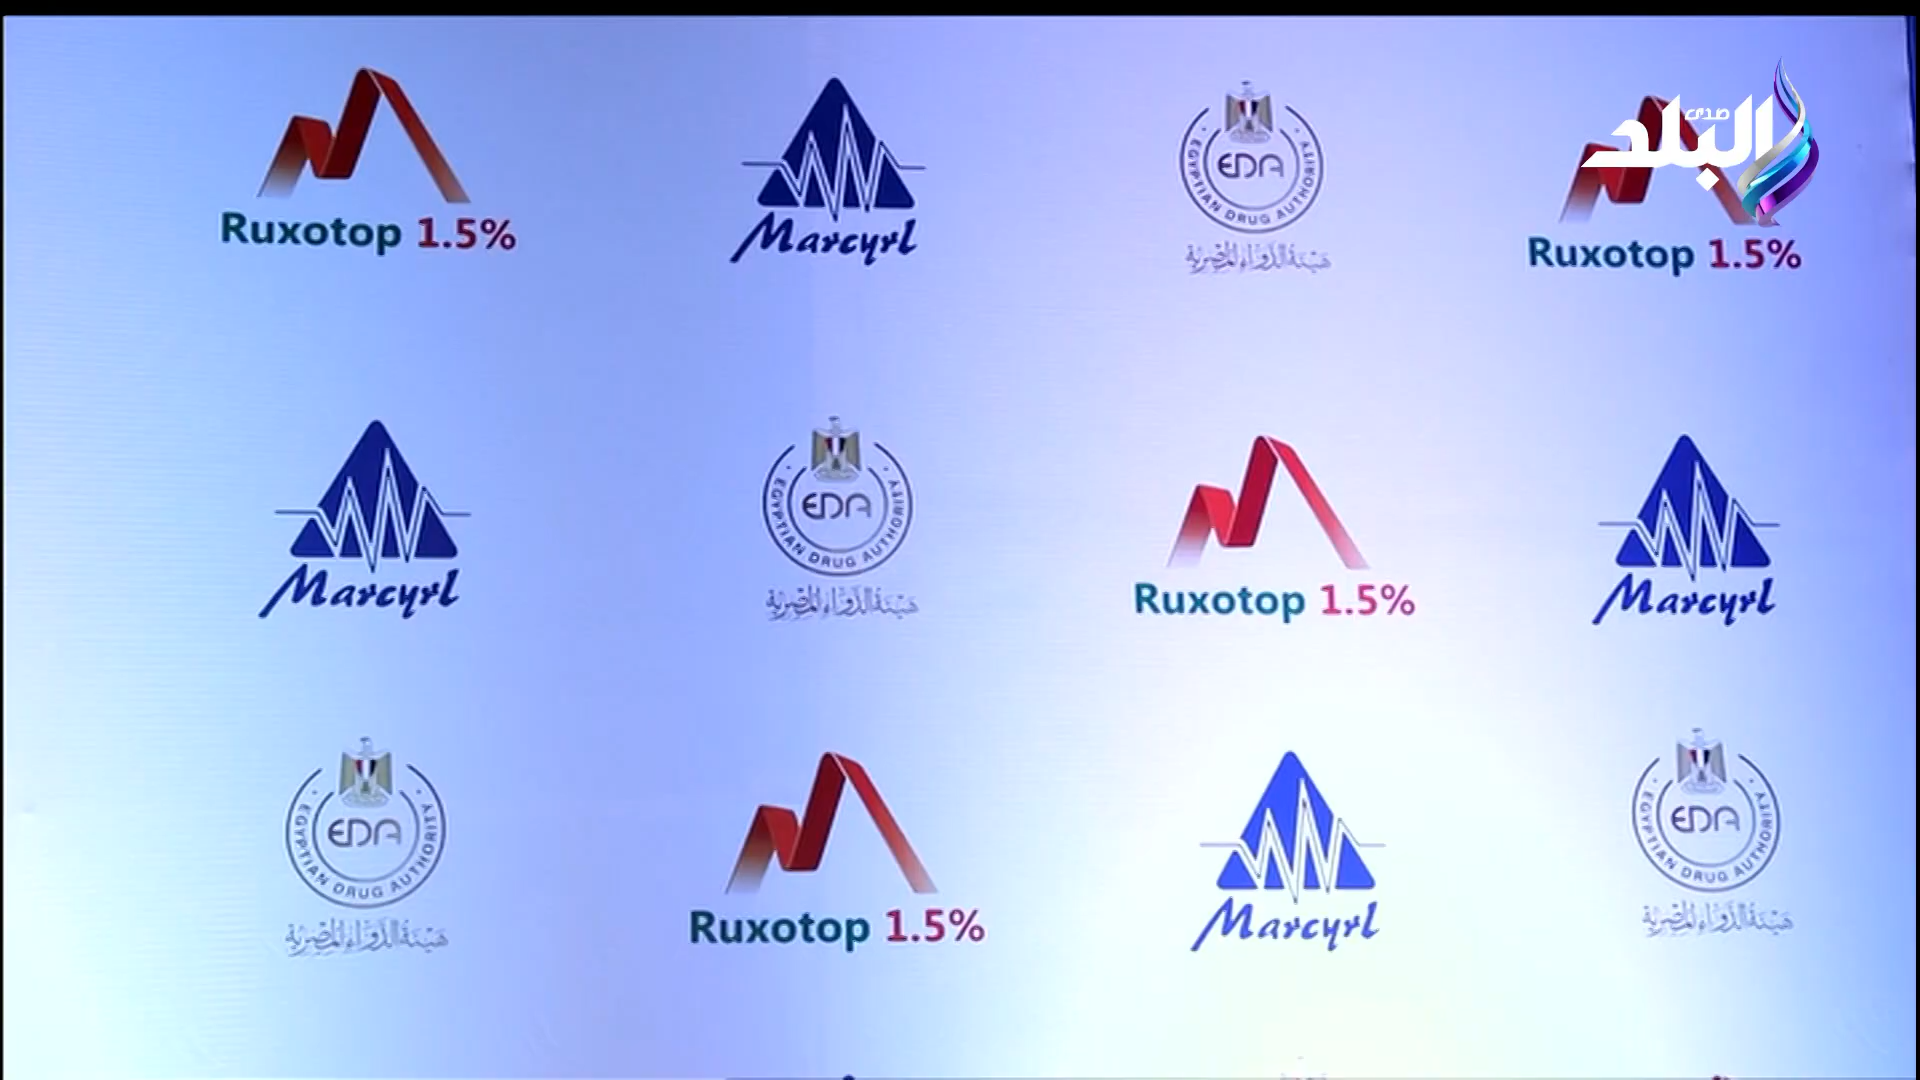 صدى
البلد
Ruxotop 1.5%
Marcyrl
EDA
EGYPTIAN DRUG AUTHORITY
هيئة الدواء المصرية
Ruxotop 1.5%
Marcyrl
EDA
EGYPTIAN DRUG AUTHORITY
هيئة الدواء المصرية
Ruxotop 1.5%
Marcyrl
EDA
EGYPTIAN DRUG AUTHORITY
هيئة الدواء المصرية
Ruxotop 1.5%
Marcyrl
EDA
EGYPTIAN DRUG AUTHORITY
هيئة الدواء المصرية